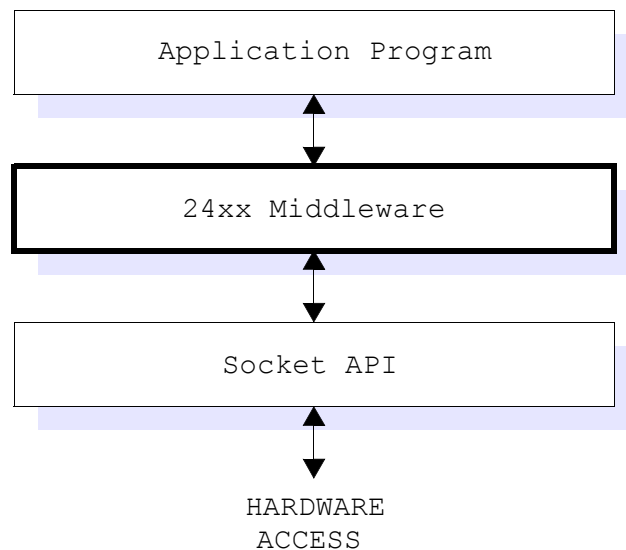 Application Program
24xx Middleware
Socket API
HARDWARE
ACCESS